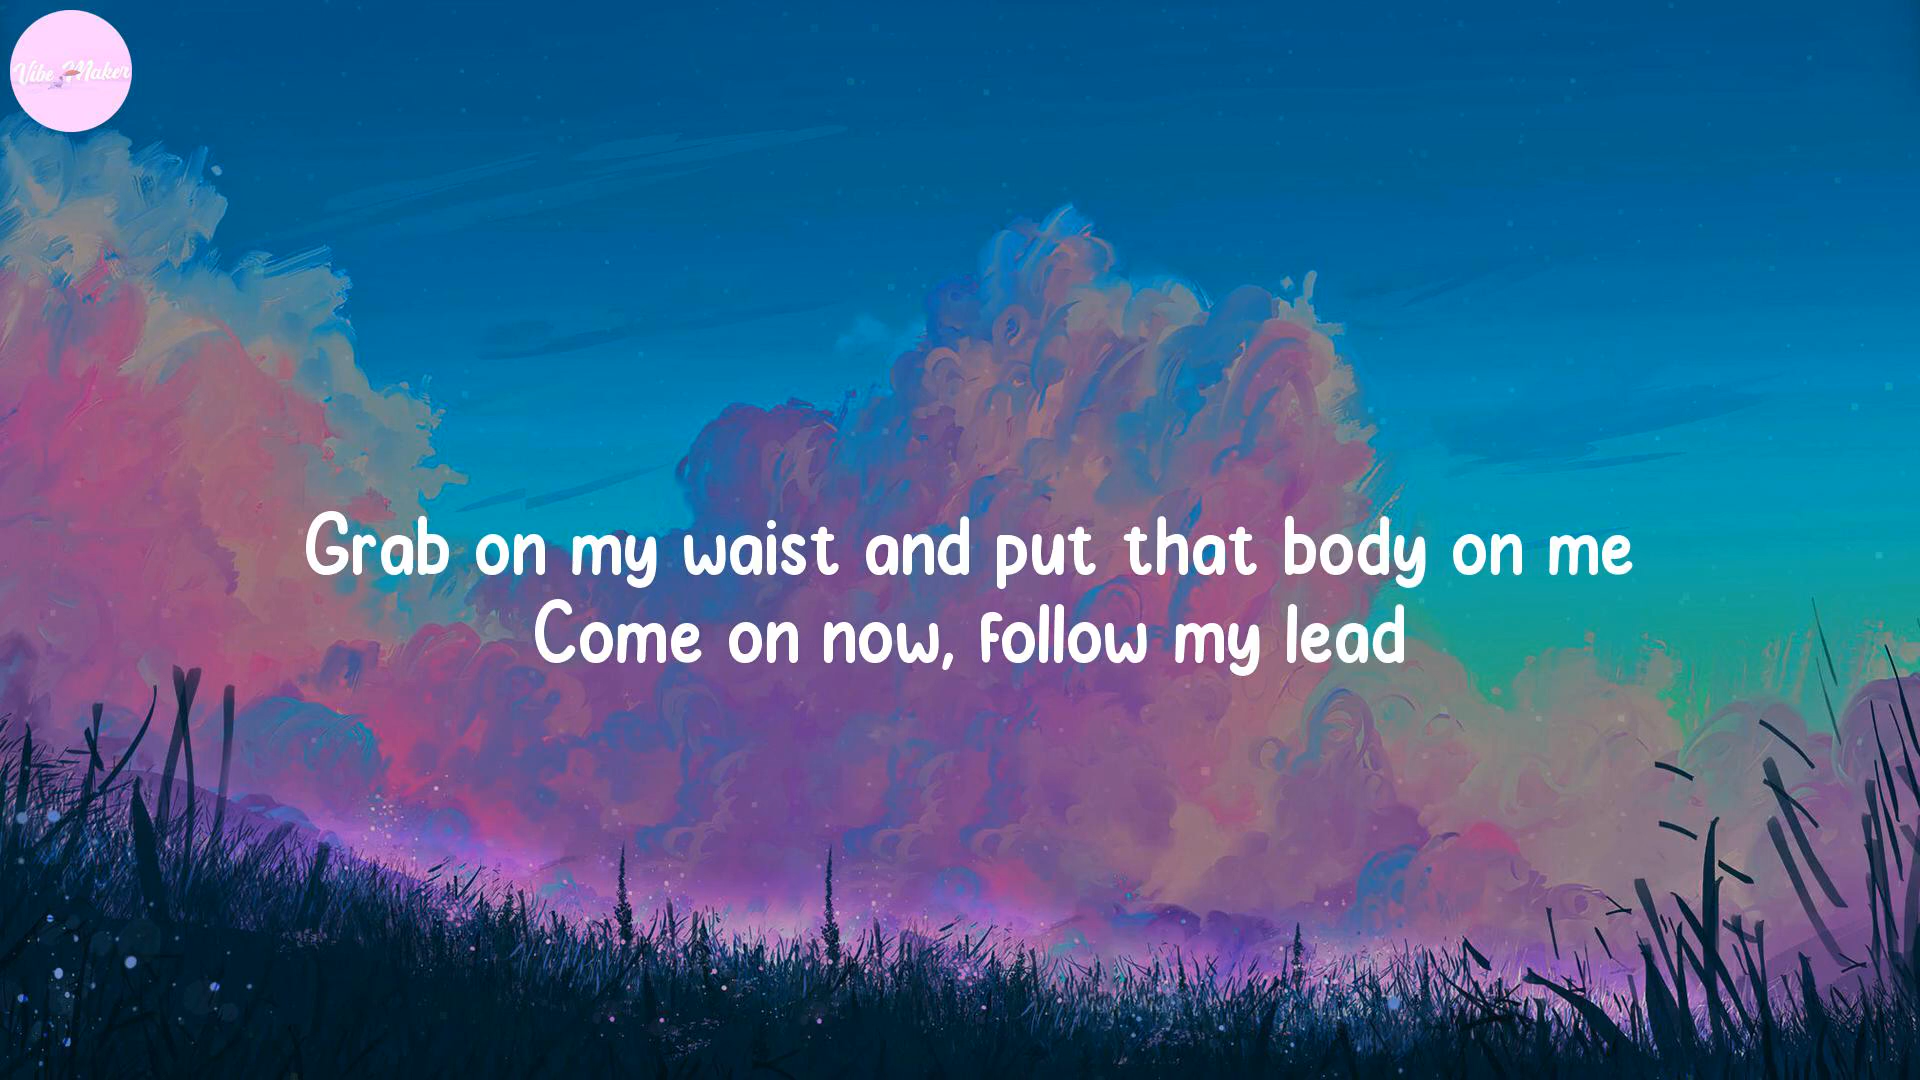 Vibe Maker
Grab on my waist and put that body on me
Come on now, follow my lead